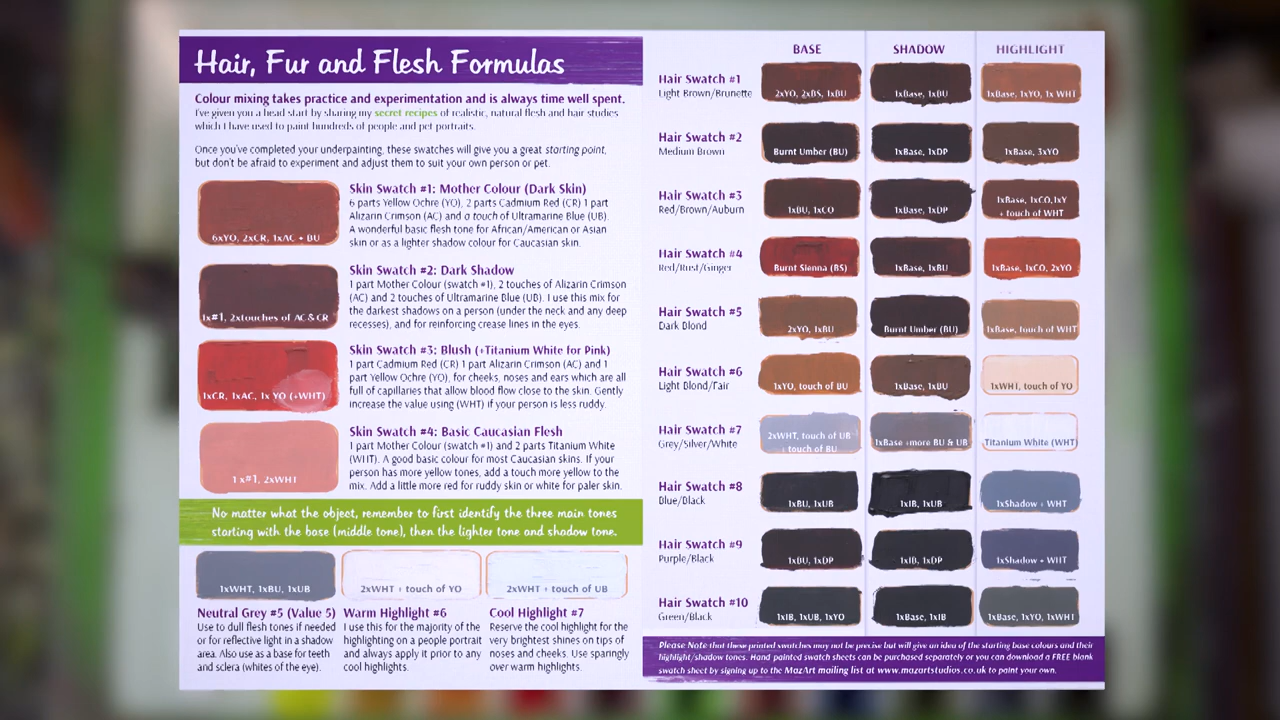 Hair, Fur and Flesh Formulas
Colour mixing takes practice and experimentation and is always time well spent.
I've given you a head start by sharing my secret recipes of realistic, natural flesh and hair studies
which I have used to paint hundreds of people and pet portraits.
Once you've completed your underpainting, these swatches will give you a great starting point,
but don't be afraid to experiment and adjust them to suit your own person or pet.
6xYO, 2xCR, 1xAC + BU
Skin Swatch #1: Mother Colour (Dark Skin)
6 parts Yellow Ochre (YO), 2 parts Cadmium Red (CR) 1 part
Alizarin Crimson (AC) and a touch of Ultramarine Blue (UB).
A wonderful basic flesh tone for African/American or Asian
skin or as a lighter shadow colour for Caucasian skin.
1x#1, 2xtouches of AC & CR
Skin Swatch #2: Dark Shadow
1 part Mother Colour (swatch #1), 2 touches of Alizarin Crimson
(AC) and 2 touches of Ultramarine Blue (UB). I use this mix for
the darkest shadows on a person (under the neck and any deep
recesses), and for reinforcing crease lines in the eyes.
1xCR, 1xAC, 1x YO (+WHT)
Skin Swatch #3: Blush (+Titanium White for Pink)
1 part Cadmium Red (CR) 1 part Alizarin Crimson (AC) and 1
part Yellow Ochre (YO), for cheeks, noses and ears which are all
full of capillaries that allow blood flow close to the skin. Gently
increase the value using (WHT) if your person is less ruddy.
1 x#1, 2xWHT
Skin Swatch #4: Basic Caucasian Flesh
1 part Mother Colour (swatch #1) and 2 parts Titanium White
(WHT). A good basic colour for most Caucasian skins. If your
person has more yellow tones, add a touch more yellow to the
mix. Add a little more red for ruddy skin or white for paler skin.
No matter what the object, remember to first identify the three main tones
starting with the base (middle tone), then the lighter tone and shadow tone.
1xWHT, 1xBU, 1xUB
Neutral Grey #5 (Value 5)
Use to dull flesh tones if needed
or for reflective light in a shadow
area. Also use as a base for teeth
and sclera (whites of the eye).
2xWHT + touch of YO
Warm Highlight #6
I use this for the majority of the
highlighting on a people portrait
and always apply it prior to any
cool highlights.
2xWHT + touch of UB
Cool Highlight #7
Reserve the cool highlight for the
very brightest shines on tips of
noses and cheeks. Use sparingly
over warm highlights.
BASE SHADOW HIGHLIGHT
Hair Swatch #1
Light Brown/Brunette
2xYO, 2xBS, 1xBU
1xBase, 1xBU
1xBase, 1xYO, 1x WHT
Hair Swatch #2
Medium Brown
Burnt Umber (BU)
1xBase, 1xDP
1xBase, 3xYO
Hair Swatch #3
Red/Brown/Auburn
1xBU, 1xCO
1xBase, 1xDP
1xBase, 1xCO,1xY
+ touch of WHT
Hair Swatch #4
Red/Rust/Ginger
Burnt Sienna (BS)
1xBase, 1xBU
1xBase, 1xCO, 2xYO
Hair Swatch #5
Dark Blond
2xYO, 1xBU
Burnt Umber (BU)
1xBase, touch of WHT
Hair Swatch #6
Light Blond/Fair
1xYO, touch of BU
1xBase, 1xBU
1xWHT, touch of YO
Hair Swatch #7
Grey/Silver/White
2xWHT, touch of UB
+ touch of BU
1xBase +more BU & UB
Titanium White (WHT)
Hair Swatch #8
Blue/Black
1xBU, 1xUB
1xIB, 1xUB
1xShadow + WHT
Hair Swatch #9
Purple/Black
1xBU, 1xDP
1xIB, 1xDP
1xShadow + WHT
Hair Swatch #10
Green/Black
1xIB, 1xUB, 1xYO
1xBase, 1xIB
1xBase, 1xYO, 1xWHT
Please Note that these printed swatches may not be precise but will give an idea of the starting base colours and their
highlight/shadow tones. Hand painted swatch sheets can be purchased separately or you can download a FREE blank
swatch sheet by signing up to the MazArt mailing list at www.mazartstudios.co.uk to paint your own.